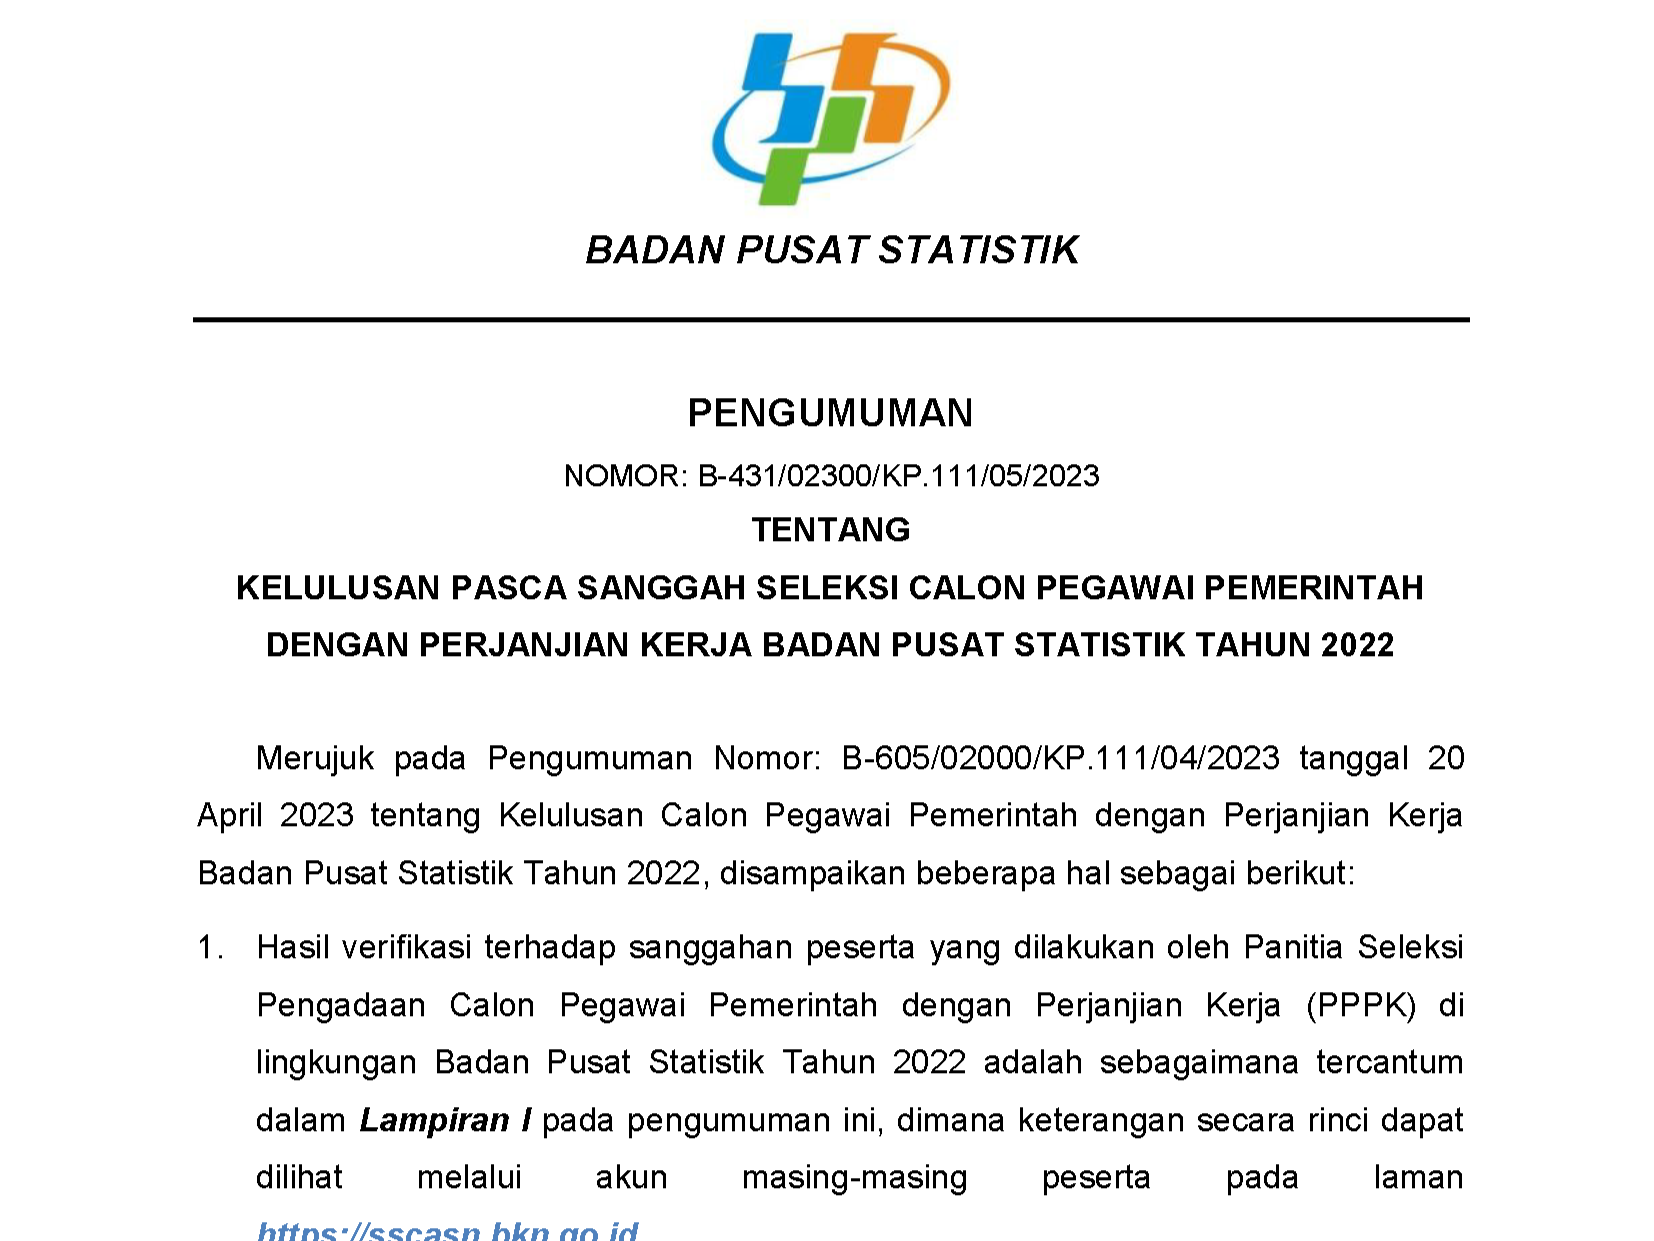 BADAN PUSAT STATISTIK
PENGUMUMAN
NOMOR: B-431/02300/KP.111/05/2023
TENTANG
KELULUSAN PASCA SANGGAH SELEKSI CALON PEGAWAI PEMERINTAH
DENGAN PERJANJIAN KERJA BADAN PUSAT STATISTIK TAHUN 2022
Merujuk pada Pengumuman Nomor: B-605/02000/KP.111/04/2023 tanggal 20
April 2023 tentang Kelulusan Calon Pegawai Pemerintah dengan Perjanjian Kerja
Badan Pusat Statistik Tahun 2022, disampaikan beberapa hal sebagai berikut:
1. Hasil verifikasi terhadap sanggahan peserta yang dilakukan oleh Panitia Seleksi
Pengadaan Calon Pegawai Pemerintah dengan Perjanjian Kerja (PPPK) di
lingkungan Badan Pusat Statistik Tahun 2022 adalah sebagaimana tercantum
dalam Lampiran I pada pengumuman ini, dimana keterangan secara rinci dapat
dilihat melalui akun masing-masing peserta pada laman
https://sscasn.bkn.go.id